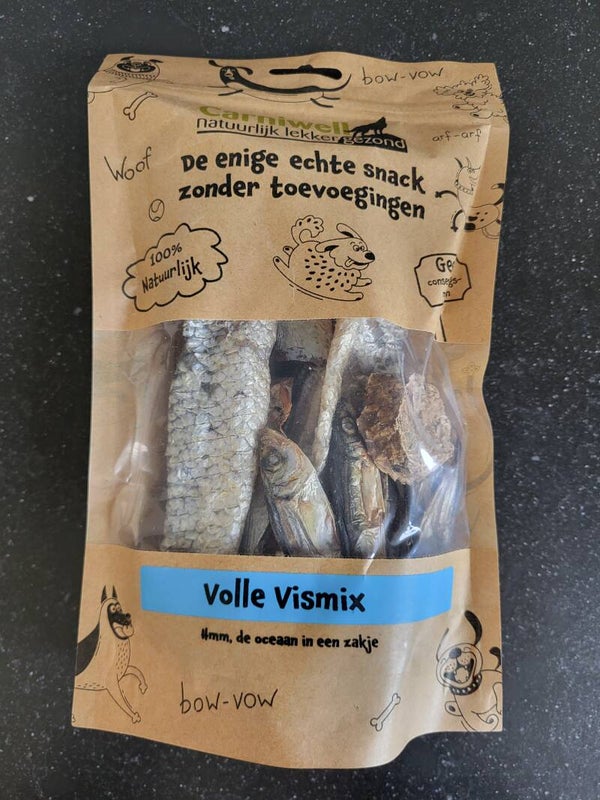 bow-vow
Carniwell
natuurlijk lekker gezond
arf-arf
Woof
De enige echte snack
zonder toevoegingen
100%
Natuurlijk
Volle Vismix
Hmm, de oceaan in een zakje
bow-vow